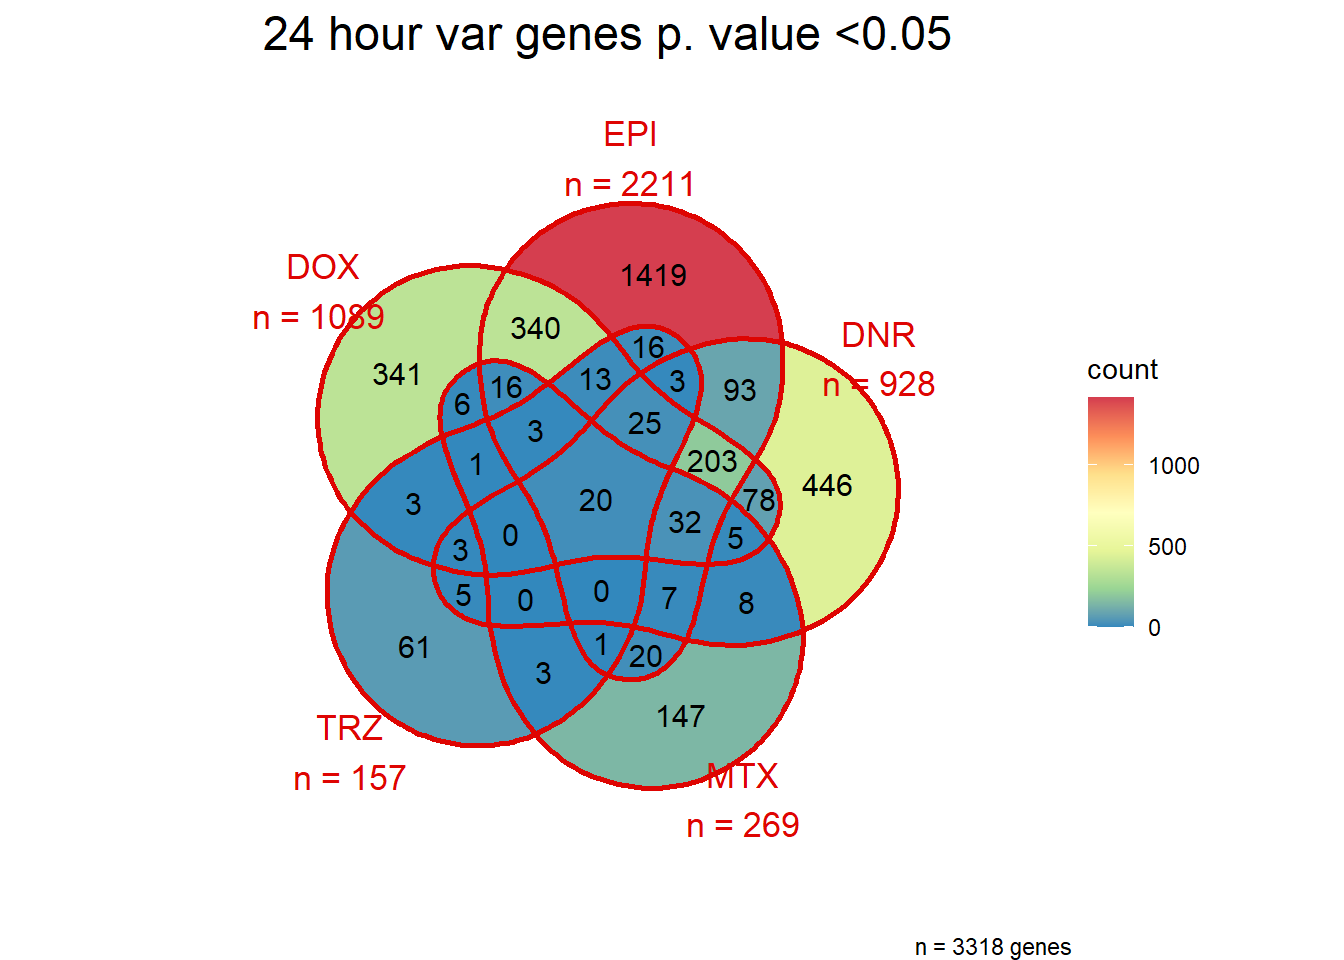 24 hour var genes p. value <0.05
EPI
n = 2211
DOX
n = 1089
DNR
n = 928
1419
340
341
16
13
3
93
6
16
3
25
203
446
1
78
3
20
32
5
3
0
5
0
0
7
8
61
1
20
3
147
TRZ
n = 157
MTX
n = 269
count
1000
500
0
n = 3318 genes